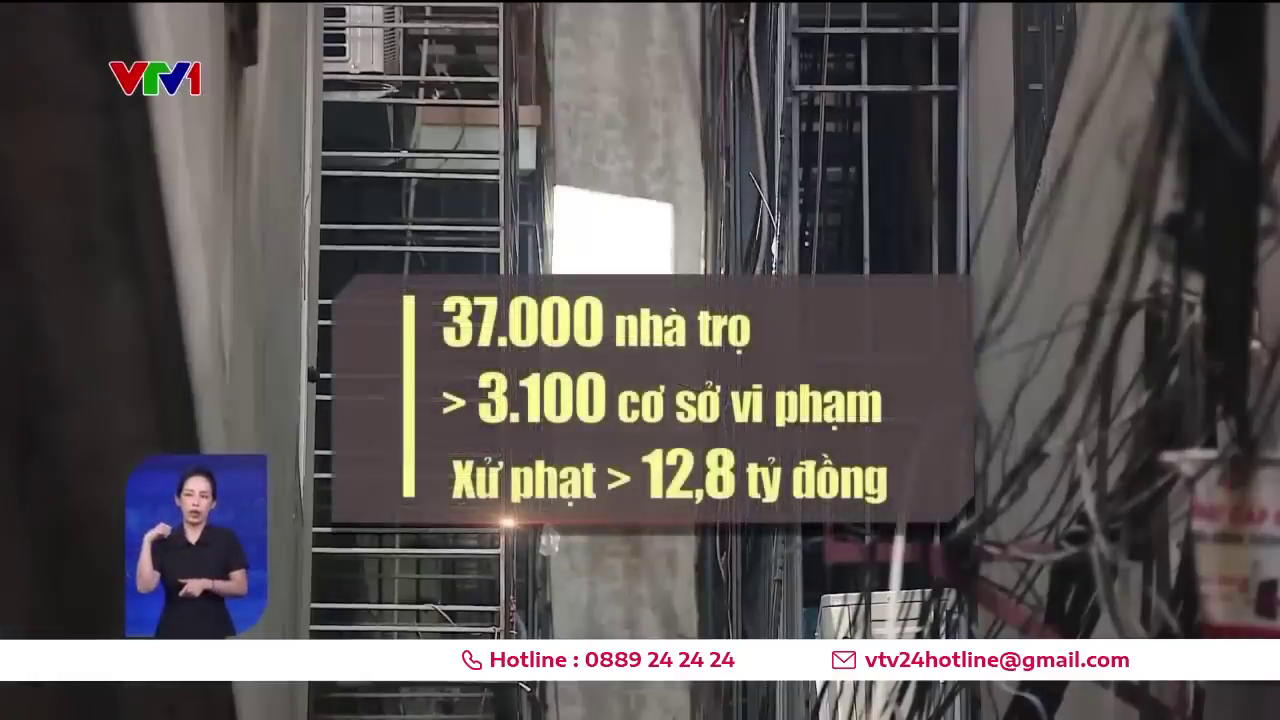 VTV1
37.000 nhà trọ
> 3.100 cơ sở vi phạm
Xử phạt > 12,8 tỷ đồng
Hotline : 0889 24 24 24
vtv24hotline@gmail.com